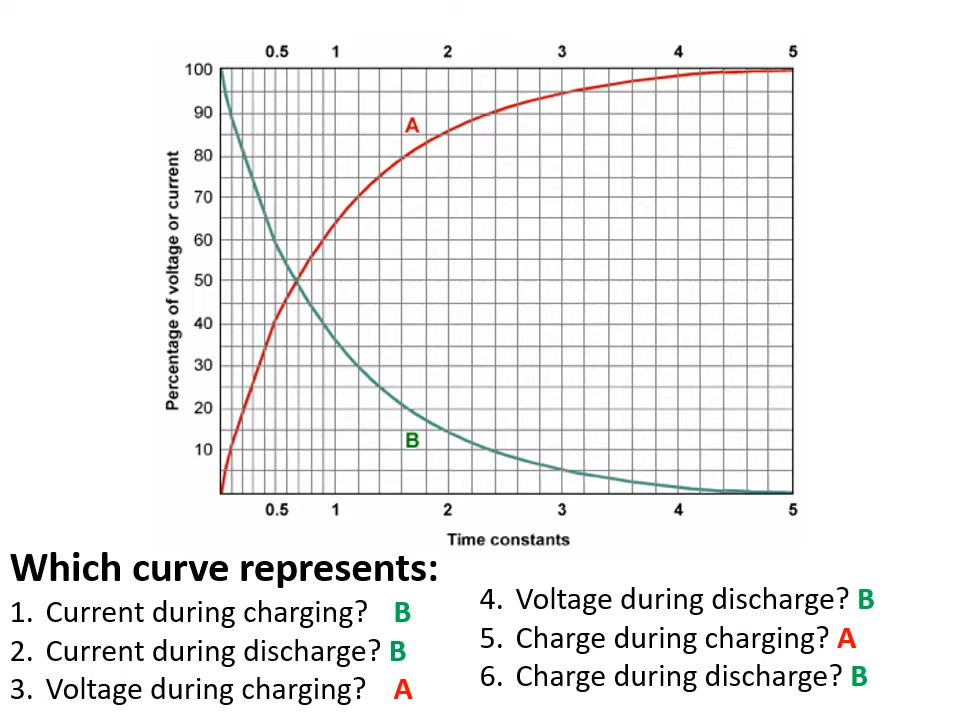 0.5 1 2 3 4 5
100
90
80
70
60
50
40
30
20
10
Percentage of voltage or current
A
B
0.5 1 2 3 4 5
Time constants
Which curve represents:
1. Current during charging? B
2. Current during discharge? B
3. Voltage during charging? A
4. Voltage during discharge? B
5. Charge during charging? A
6. Charge during discharge? B